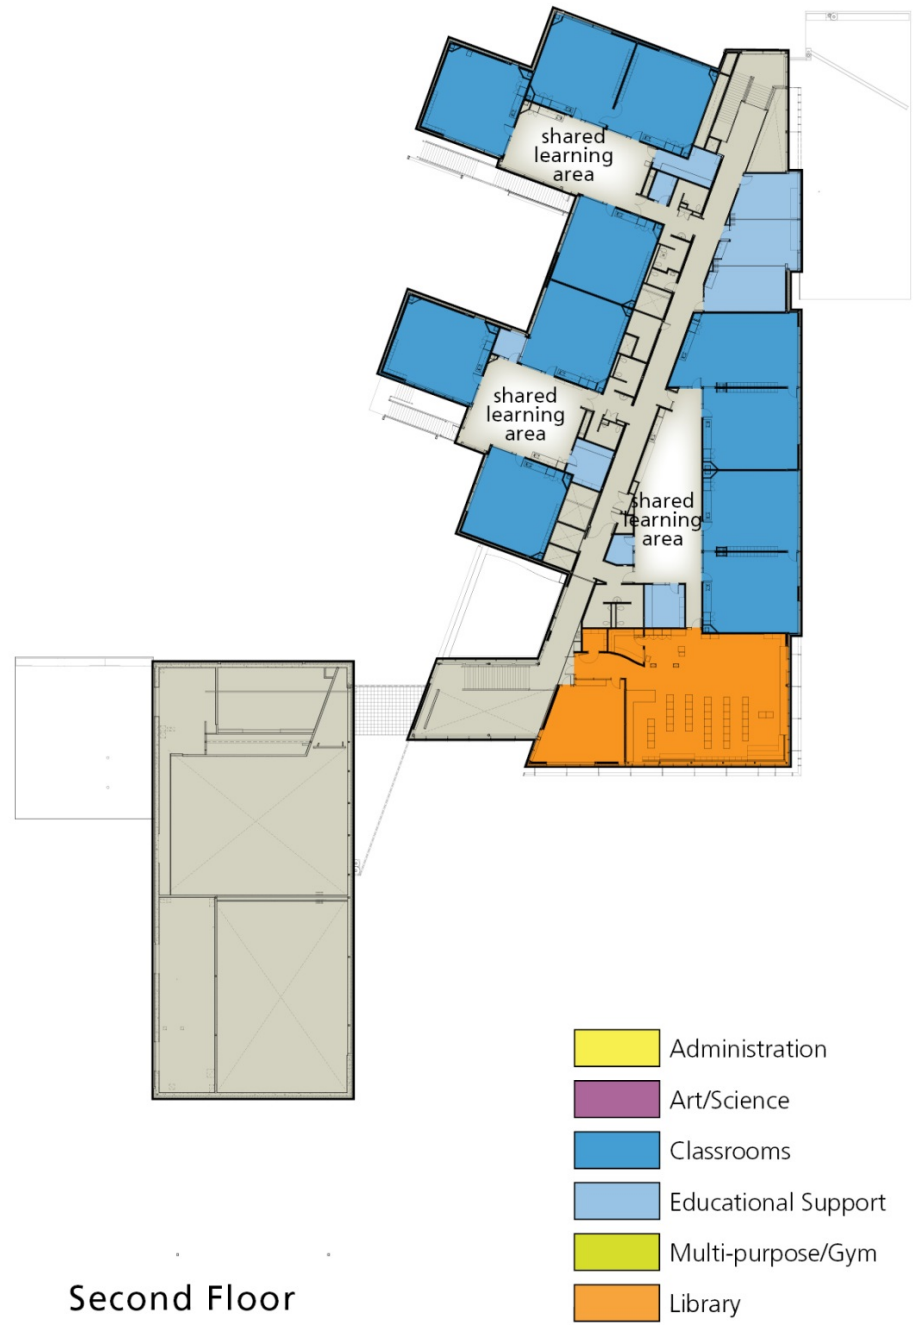 shared
learning
area
shared
learning
area
shared
learning
area
Administration
Art/Science
Classrooms
Educational Support
Multi-purpose/Gym
Library
Second Floor